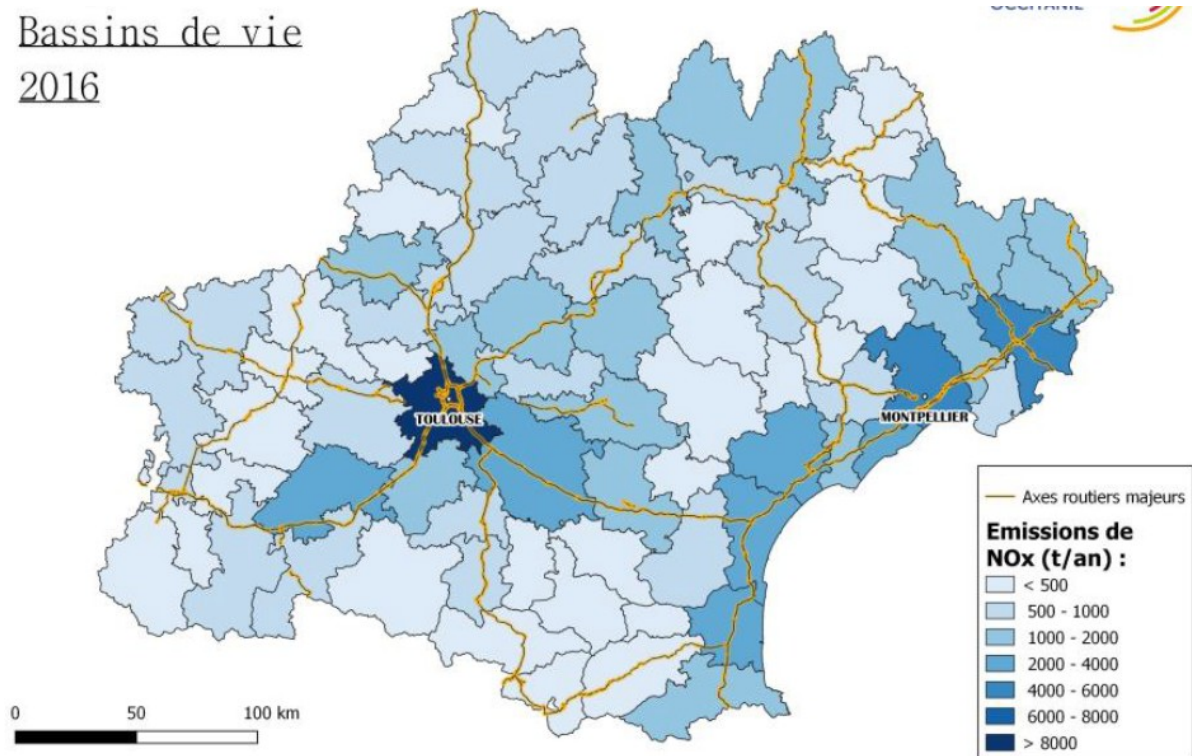 Bassins de vie
2016
OCCITANIE
TOULOUSE
MONTPELLIER
Axes routiers majeurs
Emissions de
NOx (t/an) :
< 500
500 - 1000
1000 - 2000
2000 - 4000
4000 - 6000
6000 - 8000
> 8000
0 50 100 km